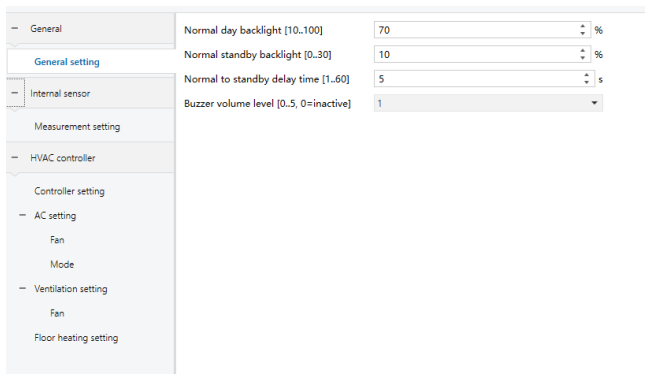 General
General setting
Internal sensor
Measurement setting
HVAC controller
Controller setting
AC setting
Fan
Mode
Ventilation setting
Fan
Floor heating setting
Normal day backlight [10..100] 70 %
Normal standby backlight [0..30] 10 %
Normal to standby delay time [1..60] 5 s
Buzzer volume level [0..5, 0=inactive] 1